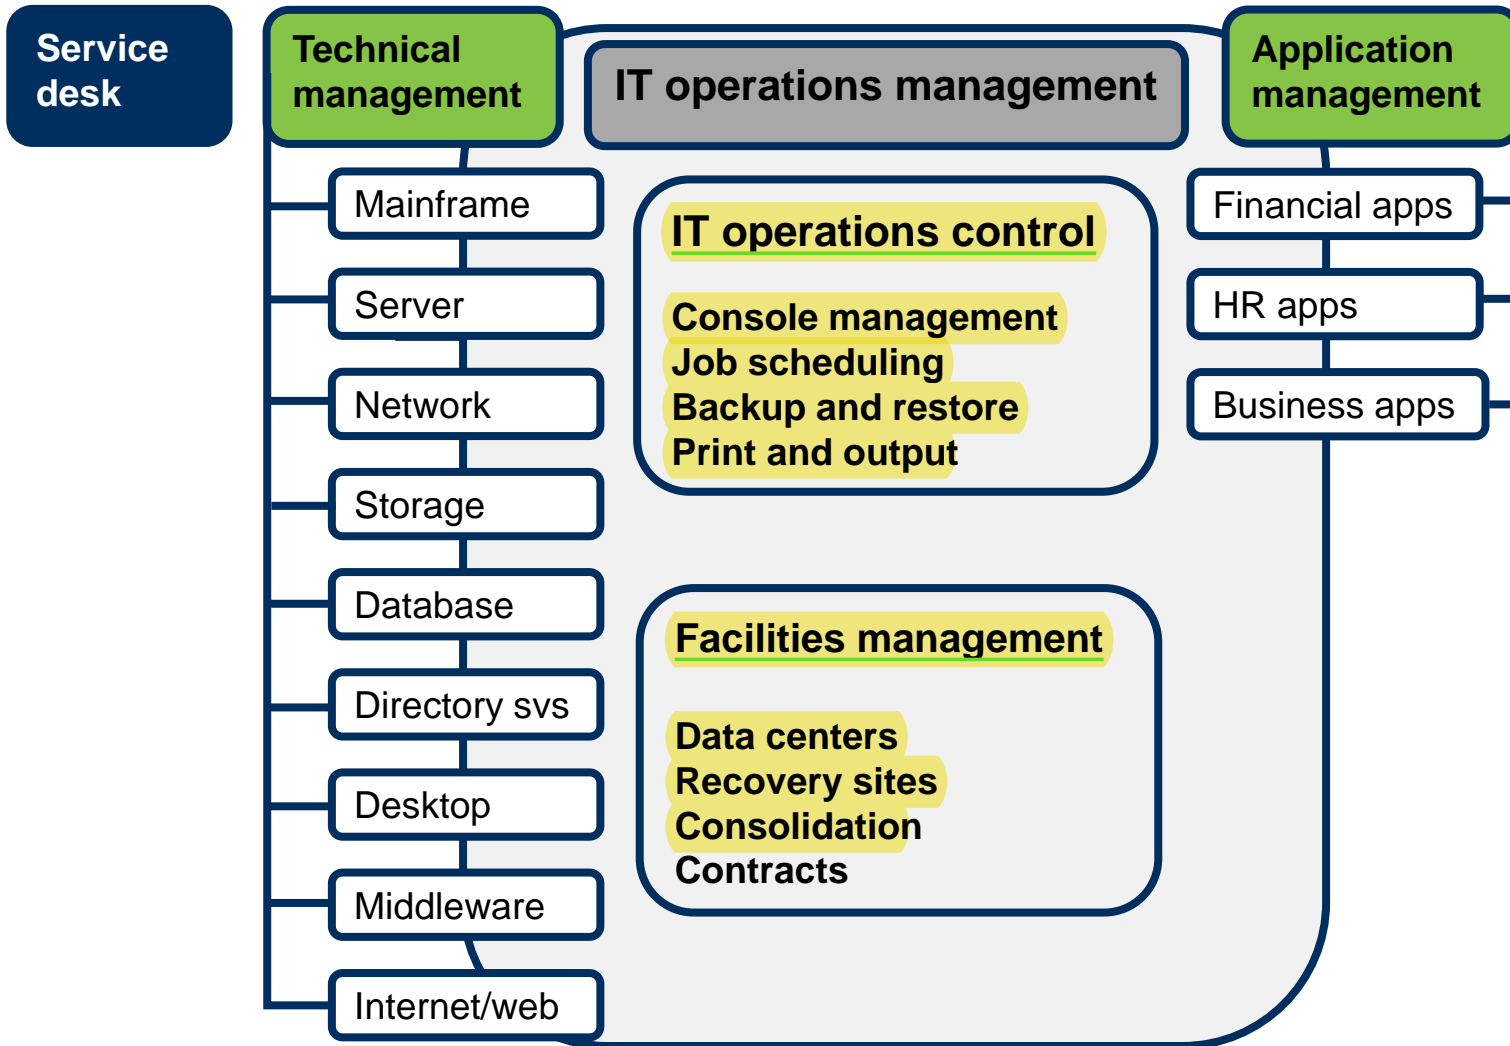 Service
desk
Technical
management
IT operations management
Application
management
Mainframe
Server
Network
Storage
Database
Directory svs
Desktop
Middleware
Internet/web
IT operations control
Console management
Job scheduling
Backup and restore
Print and output
Facilities management
Data centers
Recovery sites
Consolidation
Contracts
Financial apps
HR apps
Business apps